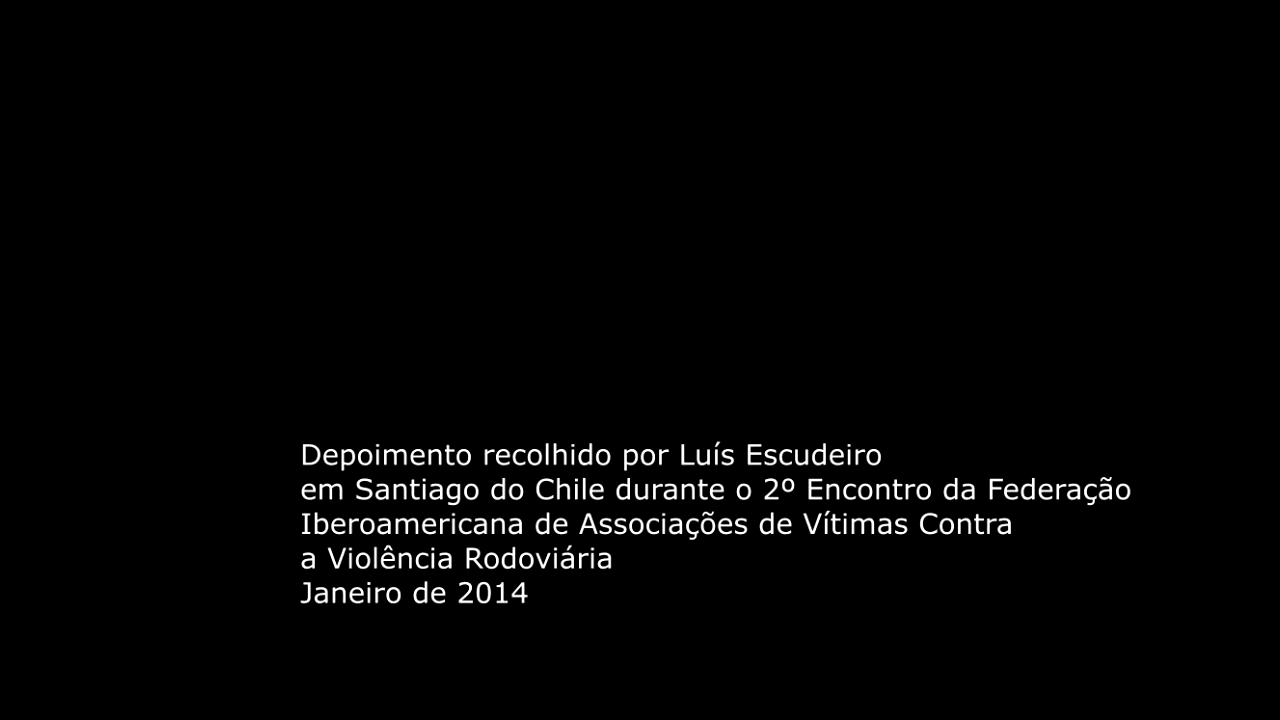 Depoimento recolhido por Luís Escudeiro
em Santiago do Chile durante o 2º Encontro da Federação
Iberoamericana de Associações de Vítimas Contra
a Violência Rodoviária
Janeiro de 2014